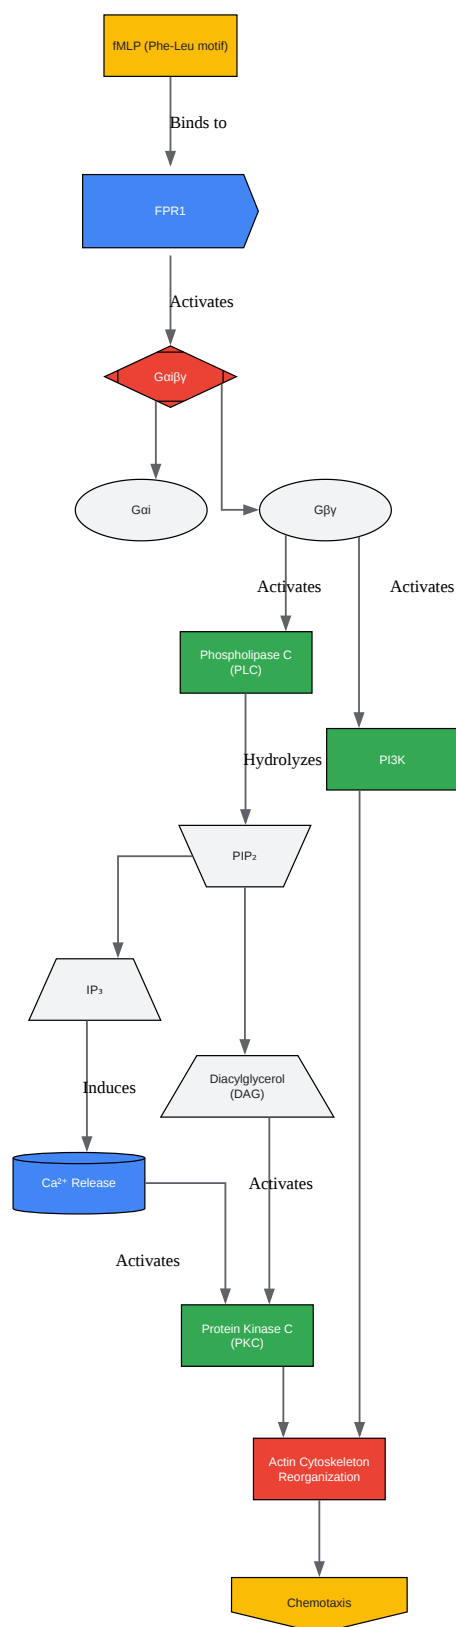 fMLP (Phe-Leu motif)
Binds to
FPR1
Activates
Gαiβγ
Gαi
Gβγ
Activates
Activates
Phospholipase C
(PLC)
Hydrolyzes
PI3K
PIP₂
IP₃
Diacylglycerol
(DAG)
Induces
Ca²⁺ Release
Activates
Activates
Protein Kinase C
(PKC)
Actin Cytoskeleton
Reorganization
Chemotaxis